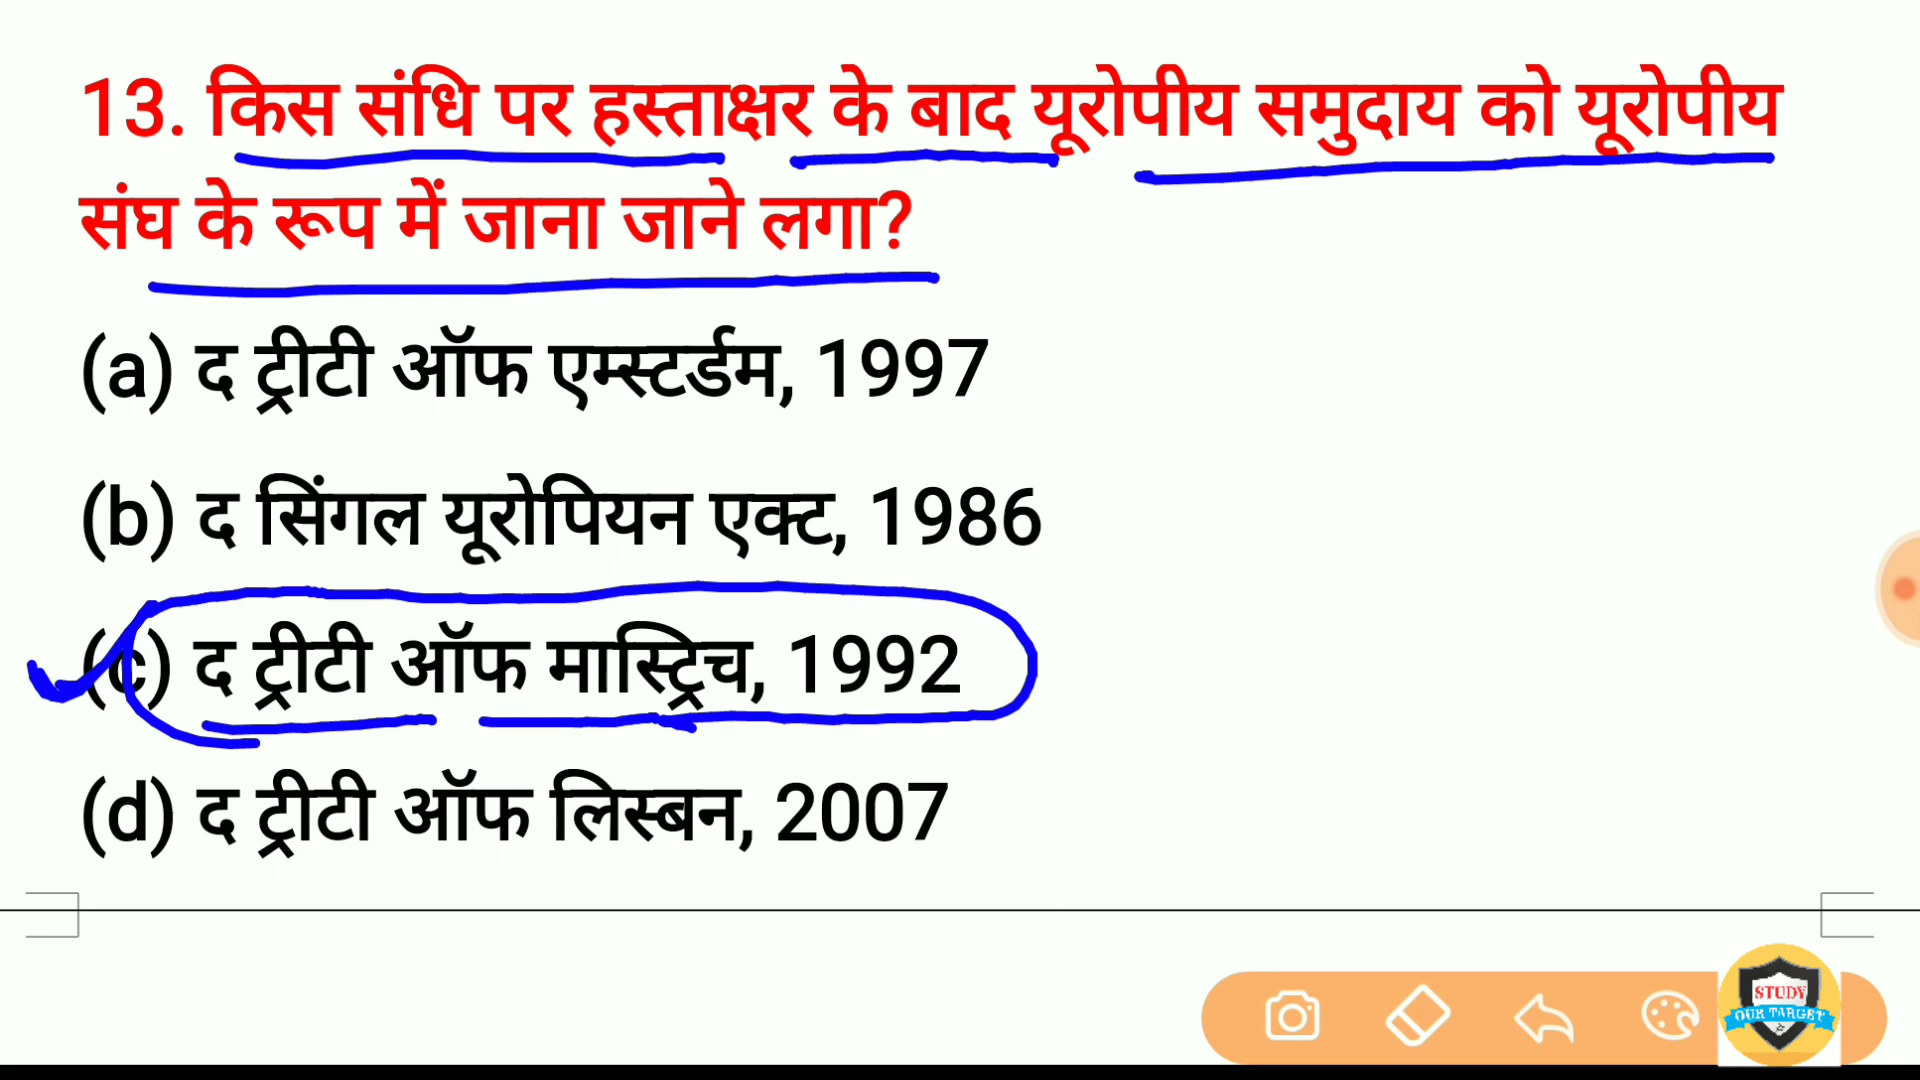 13. किस संधि पर हस्ताक्षर के बाद यूरोपीय समुदाय को यूरोपीय
संघ के रूप में जाना जाने लगा?
(a) द ट्रीटी ऑफ एम्स्टर्डम, 1997
(b) द सिंगल यूरोपियन एक्ट, 1986
(c) द ट्रीटी ऑफ मास्ट्रिच, 1992
(d) द ट्रीटी ऑफ लिस्बन, 2007
STUDY
OUR TARGET